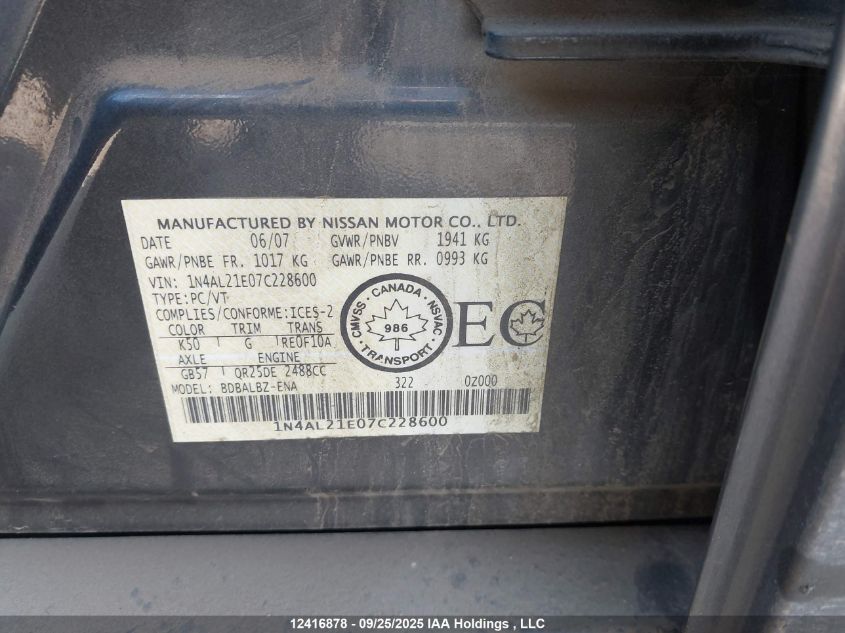 MANUFACTURED BY NISSAN MOTOR CO., LTD.
DATE 06/07 GVWR/PNBV 1941 KG
GAWR/PNBE FR. 1017 KG GAWR/PNBE RR. 0993 KG
VIN: 1N4AL21E07C228600
TYPE:PC/VT
COMPLIES/CONFORME:ICES-2
COLOR TRIM TRANS
K50 G RE0F10A
AXLE ENGINE
GB57 QR25DE 2488CC
MODEL: BDBALBZ-ENA 322 0Z000
CMVSS · CANADA · NSVAC
986
· TRANSPORT ·
EC
1N4AL21E07C228600
12416878 - 09/25/2025 IAA Holdings , LLC